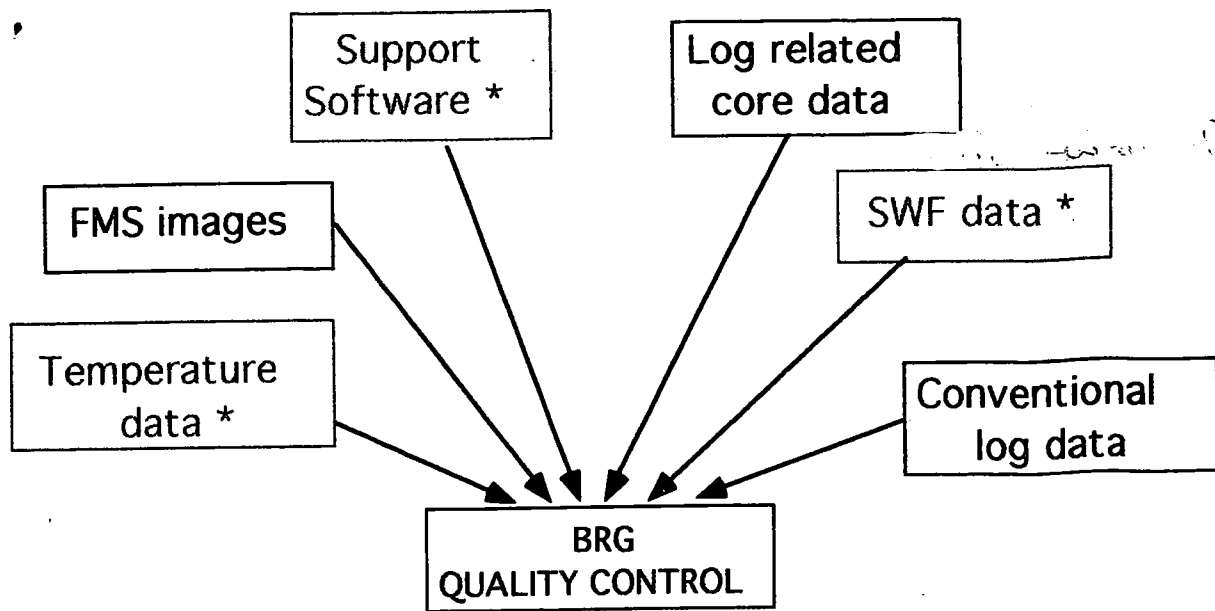 Support
Software *
Log related
core data
FMS images
SWF data *
Temperature
data *
Conventional
log data
BRG
QUALITY CONTROL